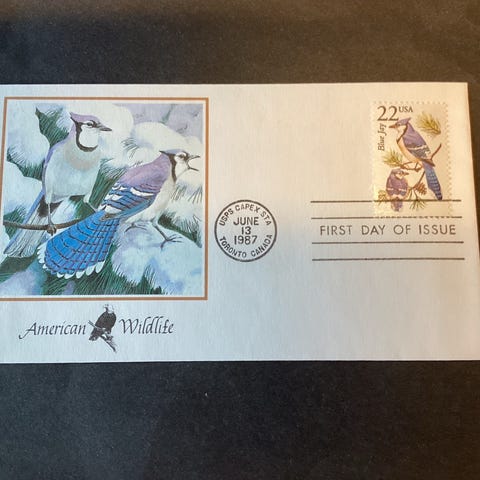 22 USA
Blue Jay
USPS CAPEX STA
JUNE
13
1987
TORONTO CANADA
FIRST DAY OF ISSUE
American Wildlife